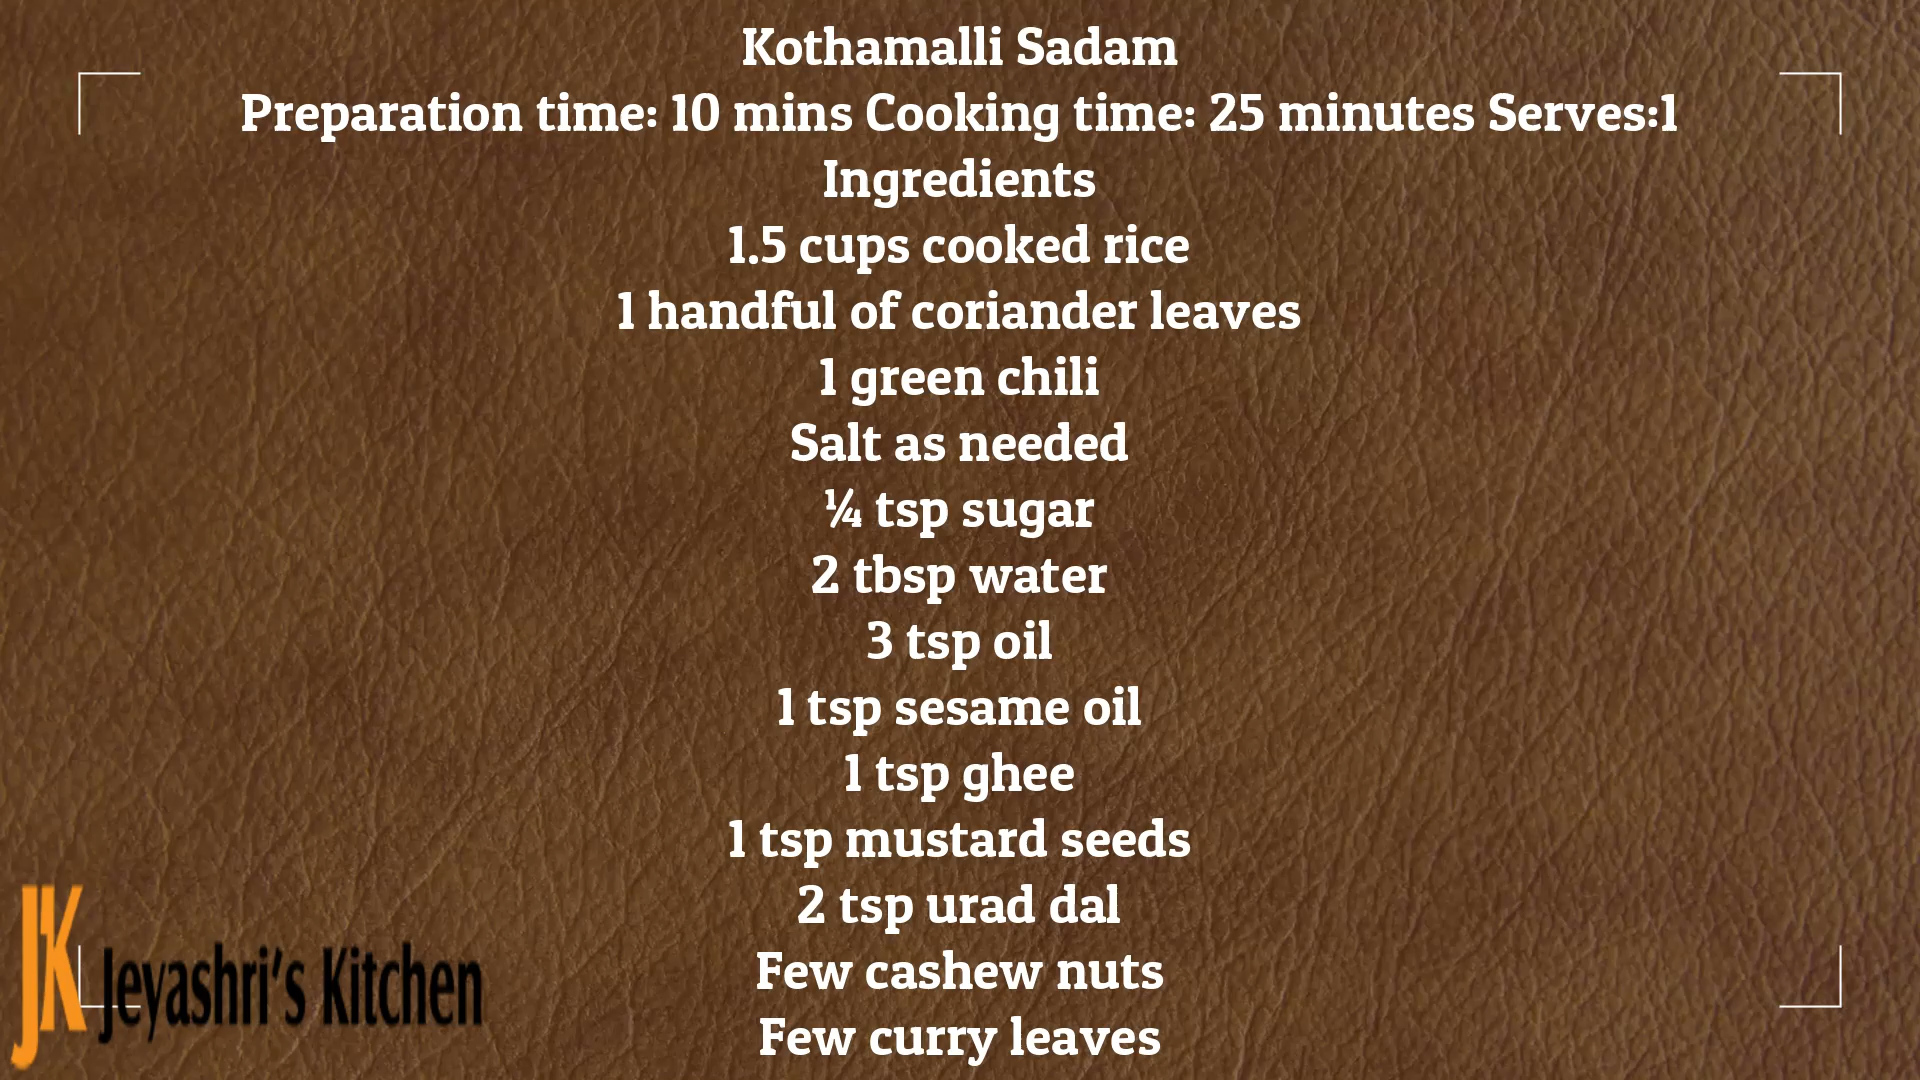 Kothamalli Sadam
Preparation time: 10 mins Cooking time: 25 minutes Serves:1
Ingredients
1.5 cups cooked rice
1 handful of coriander leaves
1 green chili
Salt as needed
¼ tsp sugar
2 tbsp water
3 tsp oil
1 tsp sesame oil
1 tsp ghee
1 tsp mustard seeds
2 tsp urad dal
Few cashew nuts
Few curry leaves
JK Jeyashri's Kitchen